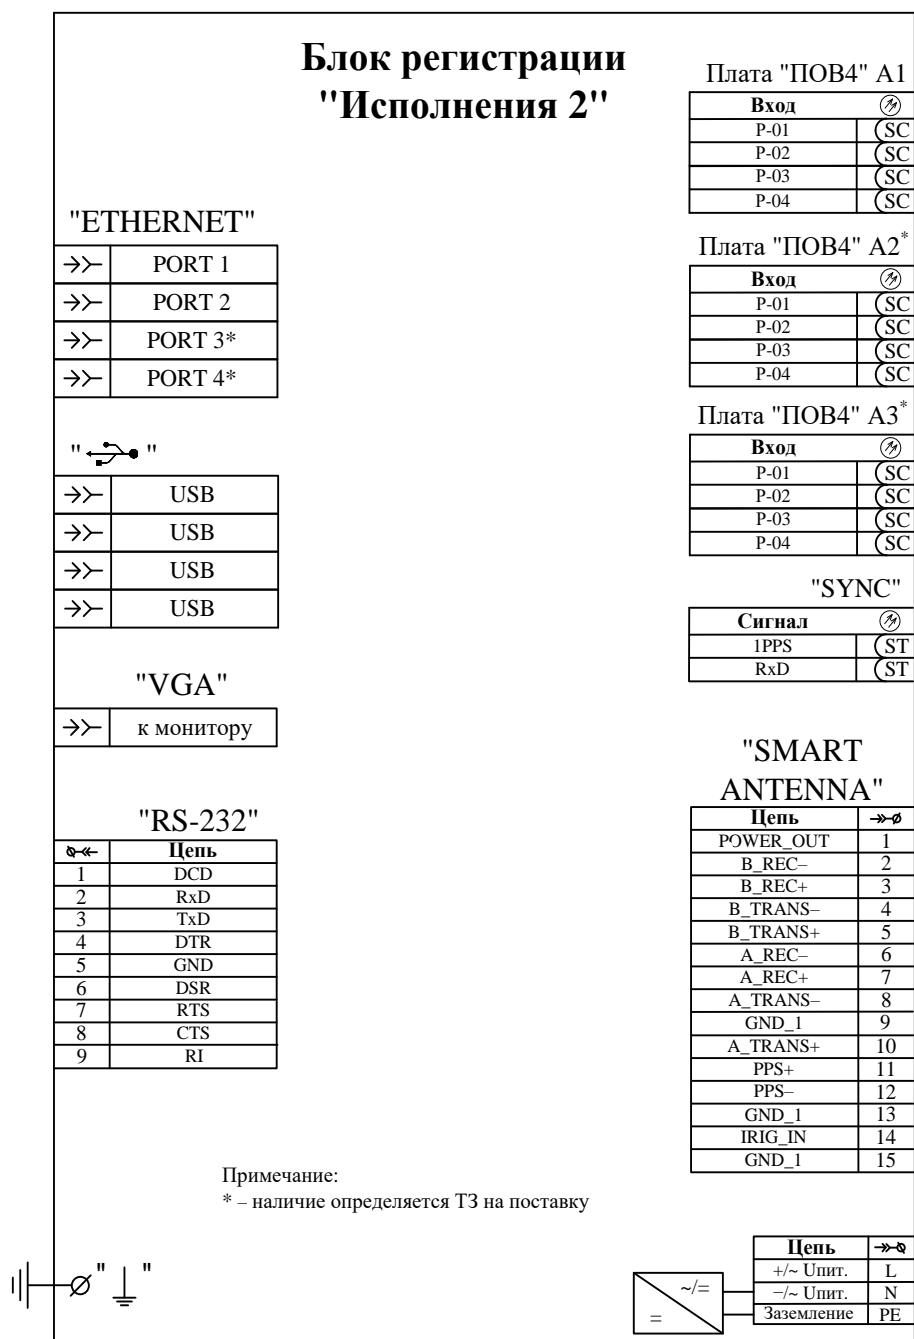 Блок регистрации
"Исполнения 2"
"ETHERNET"
PORT 1
PORT 2
PORT 3*
PORT 4*
" "
USB
USB
USB
USB
"VGA"
к монитору
"RS-232"
Цепь
1 DCD
2 RxD
3 TxD
4 DTR
5 GND
6 DSR
7 RTS
8 CTS
9 RI
Плата "ПОВ4" А1
Вход
P-01 SC
P-02 SC
P-03 SC
P-04 SC
Плата "ПОВ4" А2*
Вход
P-01 SC
P-02 SC
P-03 SC
P-04 SC
Плата "ПОВ4" А3*
Вход
P-01 SC
P-02 SC
P-03 SC
P-04 SC
"SYNC"
Сигнал
1PPS ST
RxD ST
"SMART
ANTENNA"
Цепь
POWER_OUT 1
B_REC– 2
B_REC+ 3
B_TRANS– 4
B_TRANS+ 5
A_REC– 6
A_REC+ 7
A_TRANS– 8
GND_1 9
A_TRANS+ 10
PPS+ 11
PPS– 12
GND_1 13
IRIG_IN 14
GND_1 15
Примечание:
* – наличие определяется ТЗ на поставку
" "
~/=
=
Цепь
+/~ Uпит. L
–/~ Uпит. N
Заземление PE